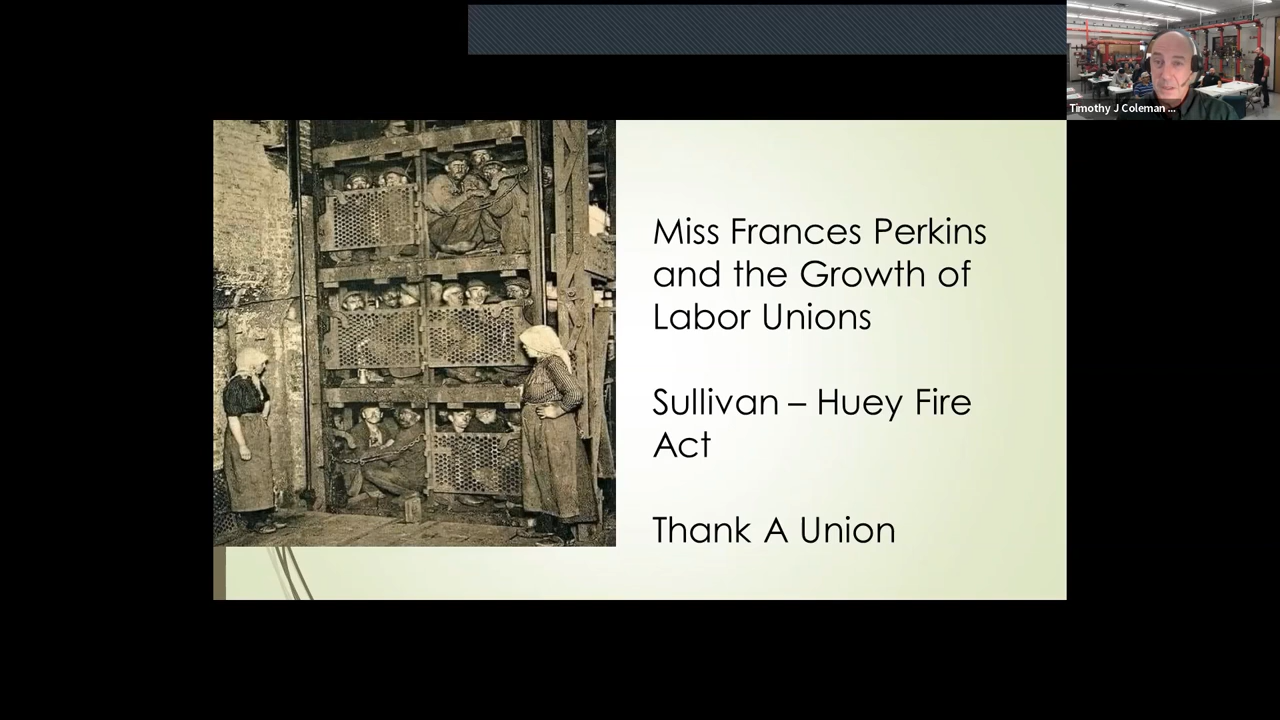 Timothy J Coleman ...
Miss Frances Perkins
and the Growth of
Labor Unions
Sullivan – Huey Fire
Act
Thank A Union